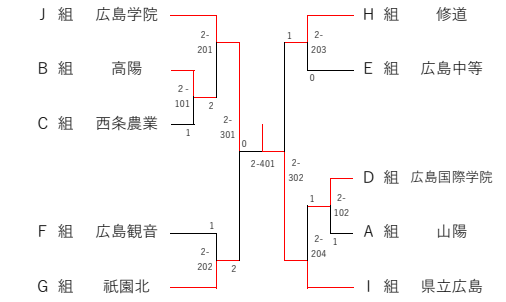 J 組 広島学院
B 組 高陽
C 組 西条農業
F 組 広島観音
G 組 祇園北
2-
201
2-
101
2
1
2-
301
1
2-
202
2
0
2-401
1
2-
203
0
2-
302
1
2-
102
1
2-
204
H 組 修道
E 組 広島中等
D 組 広島国際学院
A 組 山陽
I 組 県立広島